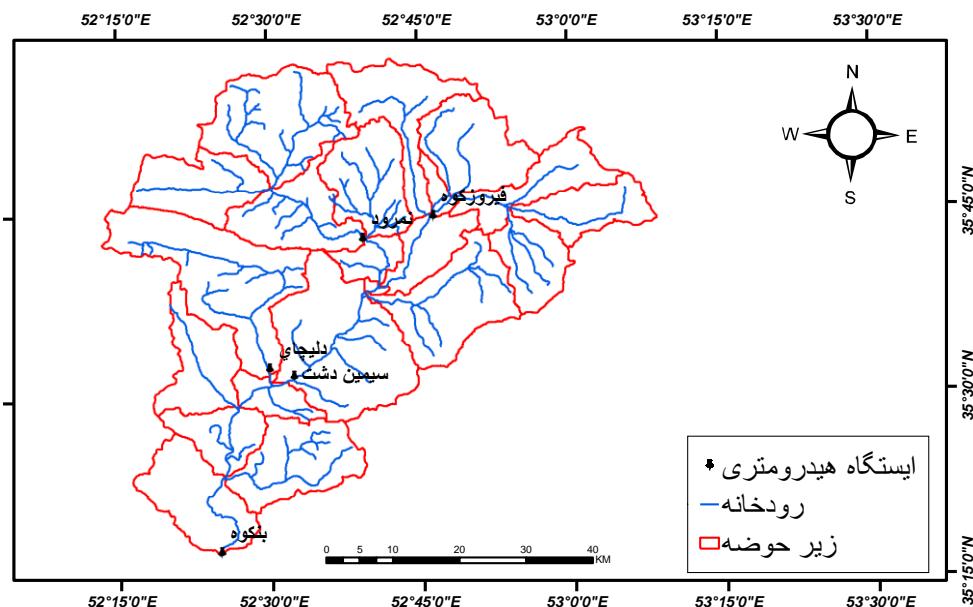 52°15'0"E 52°30'0"E 52°45'0"E 53°0'0"E 53°15'0"E 53°30'0"E
N
W E
S
فیروزکوه
35°45'0"N
نمرود
دلیچاي
سیمین دشت
35°30'0"N
ایستگاه هیدرومتری
رودخانه
زیر حوضه
بنکوه
0 5 10 20 30 40
KM
35°15'0"N
52°15'0"E 52°30'0"E 52°45'0"E 53°0'0"E 53°15'0"E 53°30'0"E